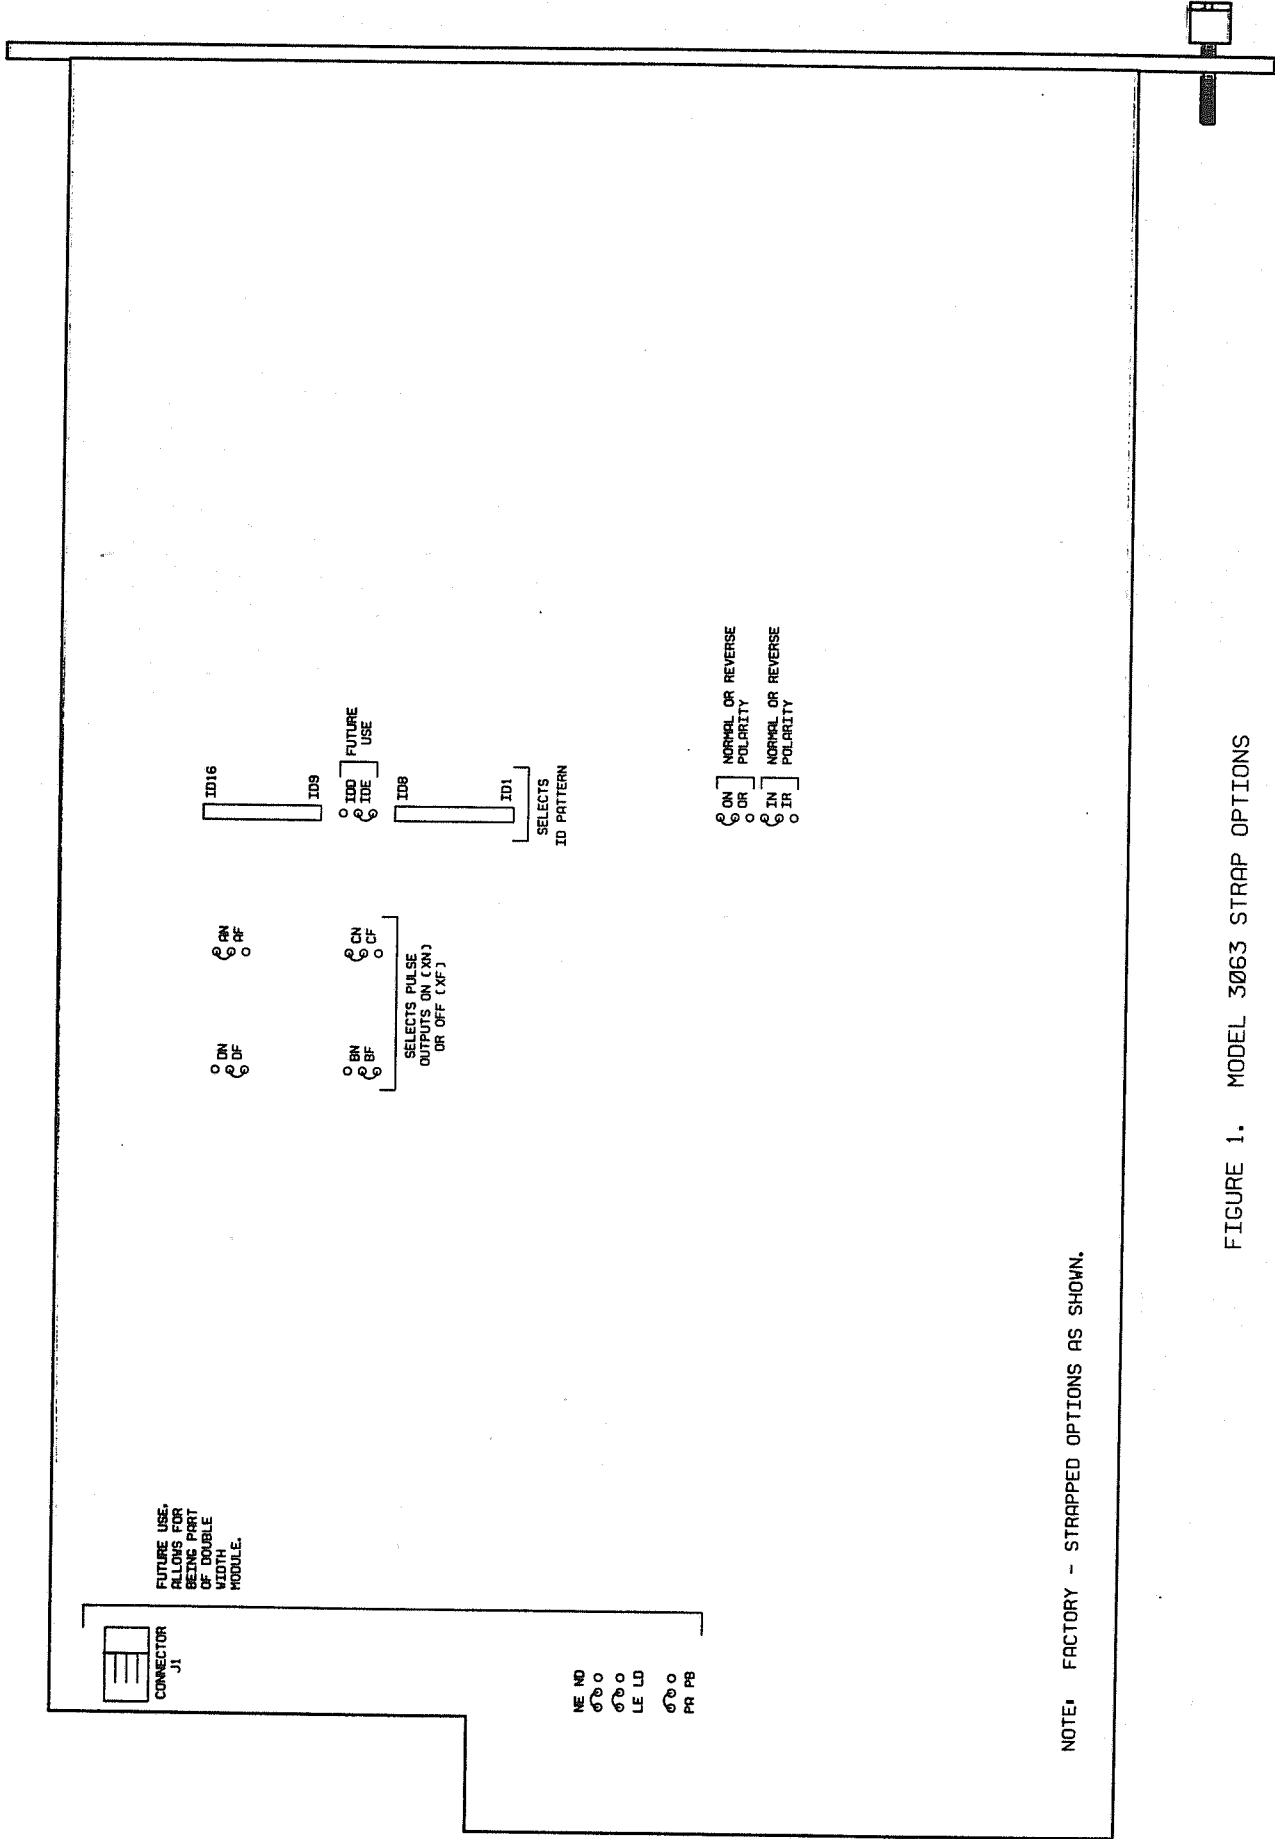 FUTURE USE,
ALLOWS FOR
BEING PART
OF DOUBLE
WIDTH
MODULE.
CONNECTOR
J1
DN
DF
AN
AF
BN
BF
CN
CF
SELECTS PULSE
OUTPUTS ON (XN)
OR OFF (XF)
ID16
ID9
IDD
IDE
FUTURE
USE
ID8
ID1
SELECTS
ID PATTERN
NE ND
LE LD
PA PB
ON
OR
NORMAL OR REVERSE
POLARITY
IN
IR
NORMAL OR REVERSE
POLARITY
NOTE: FACTORY - STRAPPED OPTIONS AS SHOWN.
FIGURE 1. MODEL 3063 STRAP OPTIONS